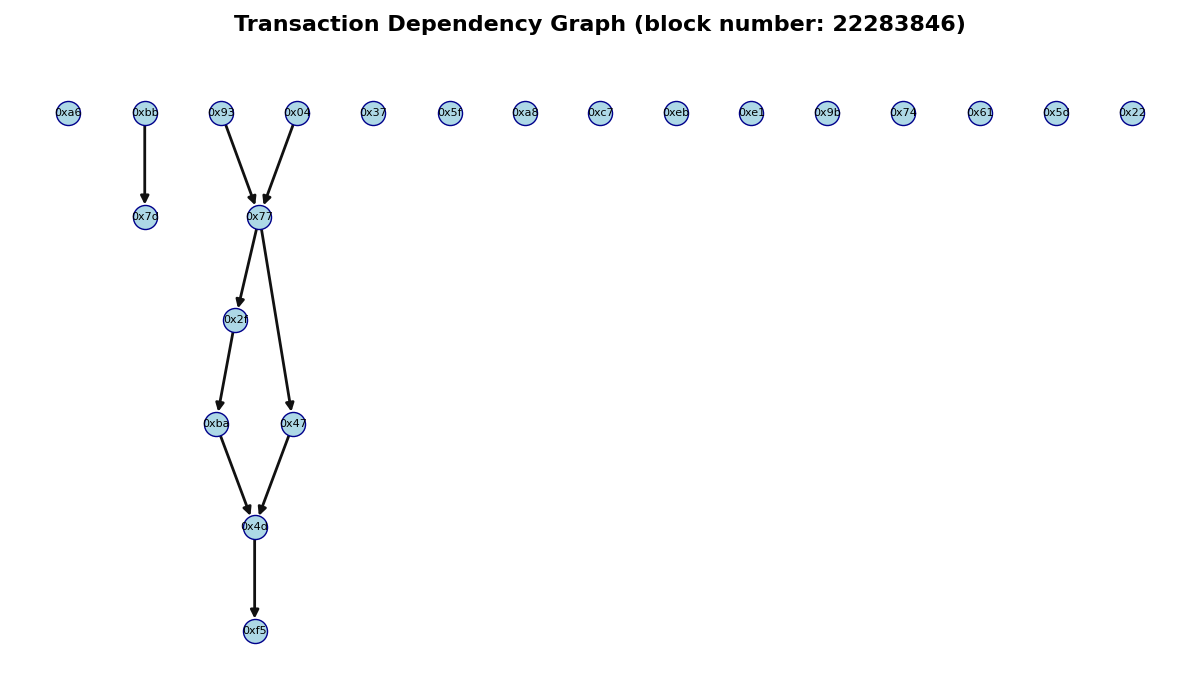 Transaction Dependency Graph (block number: 22283846)
0xa6 0xbb 0x93 0x04 0x37 0x5f 0xa8 0xc7 0xeb 0xe1 0x9b 0x74 0x61 0x5d 0x22
0x7d 0x77
0x2f
0xba 0x47
0xf5